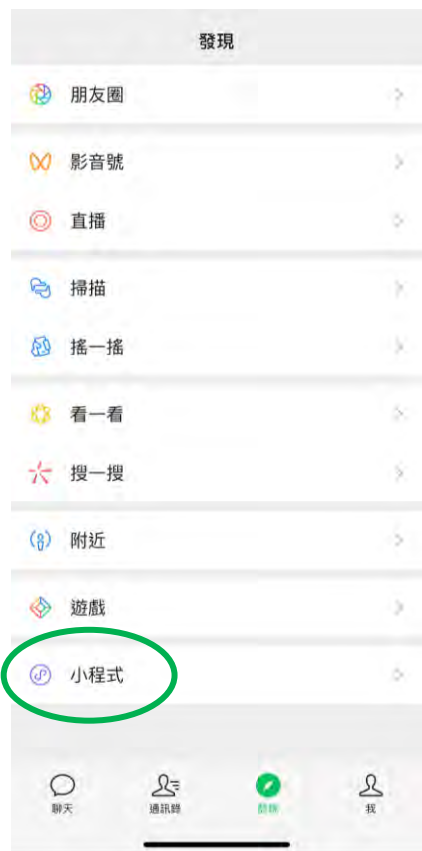 發現
朋友圈
影音號
直播
掃描
搖一搖
看一看
搜一搜
附近
遊戲
小程式
聊天
通訊錄
發現
我